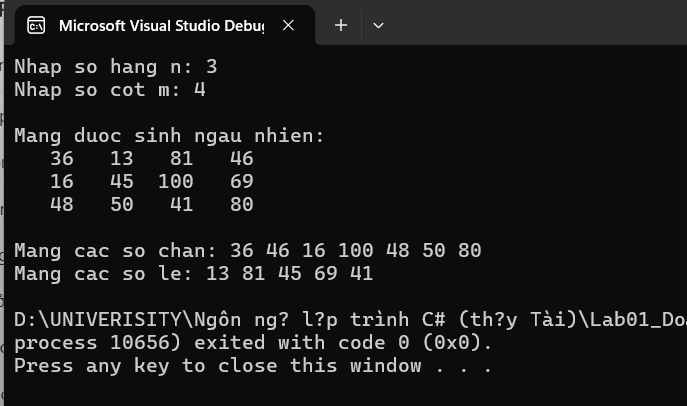 Microsoft Visual Studio Debug
Nhap so hang n: 3
Nhap so cot m: 4
Mang duoc sinh ngau nhien:
36 13 81 46
16 45 100 69
48 50 41 80
Mang cac so chan: 36 46 16 100 48 50 80
Mang cac so le: 13 81 45 69 41
D:\UNIVERISITY\Ngôn ng? l?p trình C# (th?y Tài)\Lab01_Doa
process 10656) exited with code 0 (0x0).
Press any key to close this window . . .